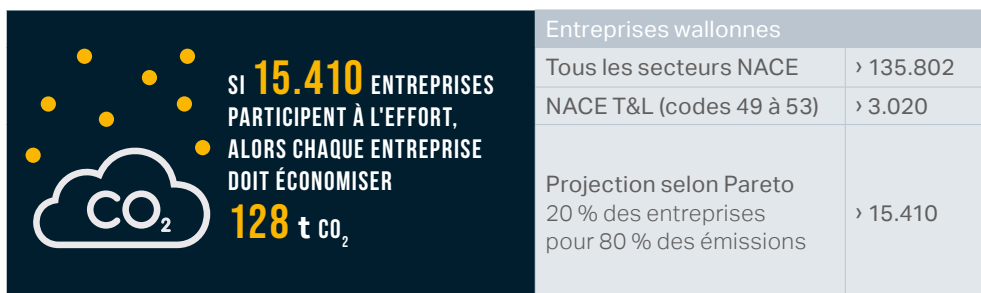 CO2
SI 15.410 ENTREPRISES
PARTICIPENT À L'EFFORT,
ALORS CHAQUE ENTREPRISE
DOIT ÉCONOMISER
128 t CO2
Entreprises wallonnes
Tous les secteurs NACE › 135.802
NACE T&L (codes 49 à 53) › 3.020
Projection selon Pareto
20 % des entreprises › 15.410
pour 80 % des émissions